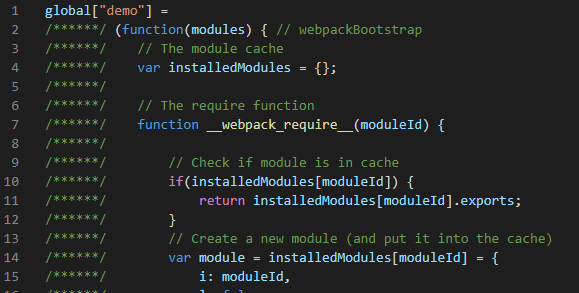 1 global["demo"] =
2 /******/ (function(modules) { // webpackBootstrap
3 /******/ 	// The module cache
4 /******/ 	var installedModules = {};
5 /******/
6 /******/ 	// The require function
7 /******/ 	function __webpack_require__(moduleId) {
8 /******/
9 /******/ 		// Check if module is in cache
10 /******/ 		if(installedModules[moduleId]) {
11 /******/ 			return installedModules[moduleId].exports;
12 /******/ 		}
13 /******/ 		// Create a new module (and put it into the cache)
14 /******/ 		var module = installedModules[moduleId] = {
15 /******/ 			i: moduleId,